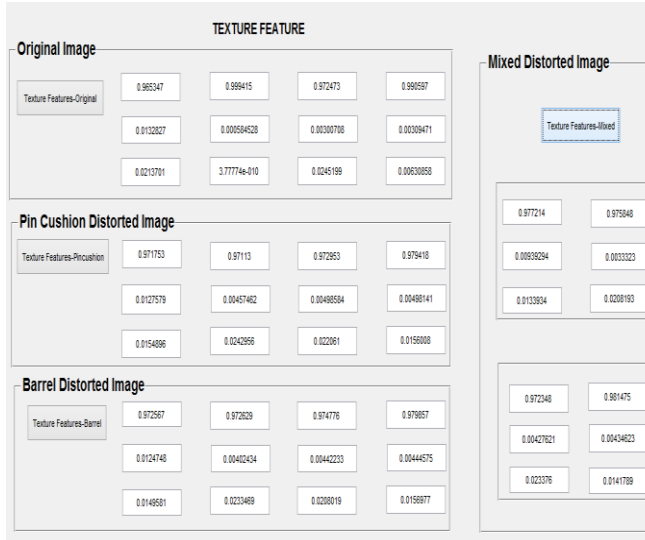 TEXTURE FEATURE
Original Image
Texture Features-Original
0.965347 0.999415 0.972473 0.990597
0.0132827 0.000584528 0.00300708 0.00309471
0.0213701 3.77774e-010 0.0245199 0.00630858
Pin Cushion Distorted Image
Texture Features-Pincushion
0.971753 0.97113 0.972953 0.979418
0.0127579 0.00457462 0.00498584 0.00498141
0.0154896 0.0242956 0.022061 0.0156008
Barrel Distorted Image
Texture Features-Barrel
0.972567 0.972629 0.974776 0.979857
0.0124748 0.00402434 0.00442233 0.00444575
0.0149581 0.0233469 0.0208019 0.0156977
Mixed Distorted Image
Texture Features-Mixed
0.977214 0.975848
0.00939294 0.0033323
0.0133934 0.0208193
0.972348 0.981475
0.00427621 0.00434623
0.023376 0.0141789